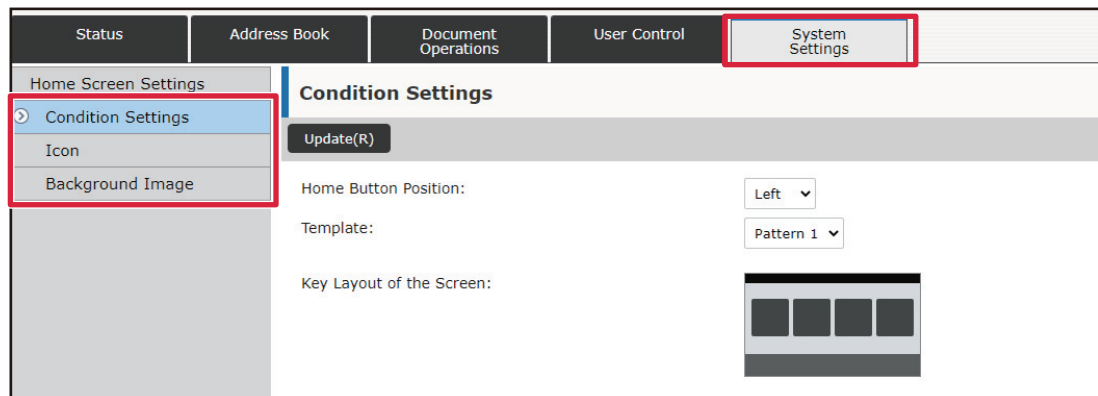 Status
Address Book
Document
Operations
User Control
System
Settings
Home Screen Settings
Condition Settings
Icon
Background Image
Condition Settings
Update(R)
Home Button Position:
Left
Template:
Pattern 1
Key Layout of the Screen: